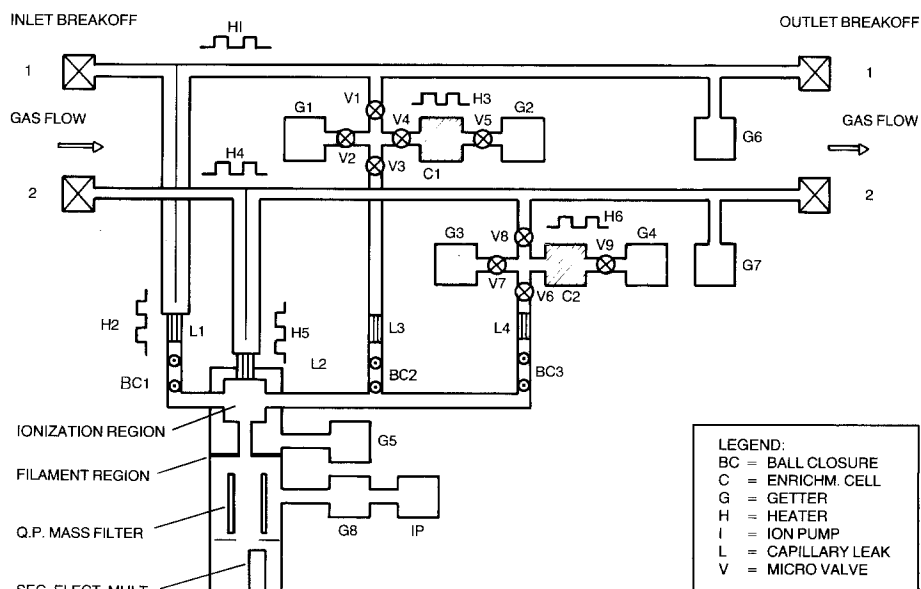 INLET BREAKOFF
OUTLET BREAKOFF
H1
1
1
V1
H3
G1
V4
V5
G2
GAS FLOW
GAS FLOW
V2
V3
C1
G6
H4
2
2
H6
G3
V8
V9
G4
V7
V6
C2
G7
H2
L1
H5
L3
L4
L2
BC1
BC2
BC3
IONIZATION REGION
G5
FILAMENT REGION
Q.P. MASS FILTER
G8
IP
LEGEND:
BC = BALL CLOSURE
C = ENRICHM. CELL
G = GETTER
H = HEATER
I = ION PUMP
L = CAPILLARY LEAK
V = MICRO VALVE
SEC. ELECT. MULT.